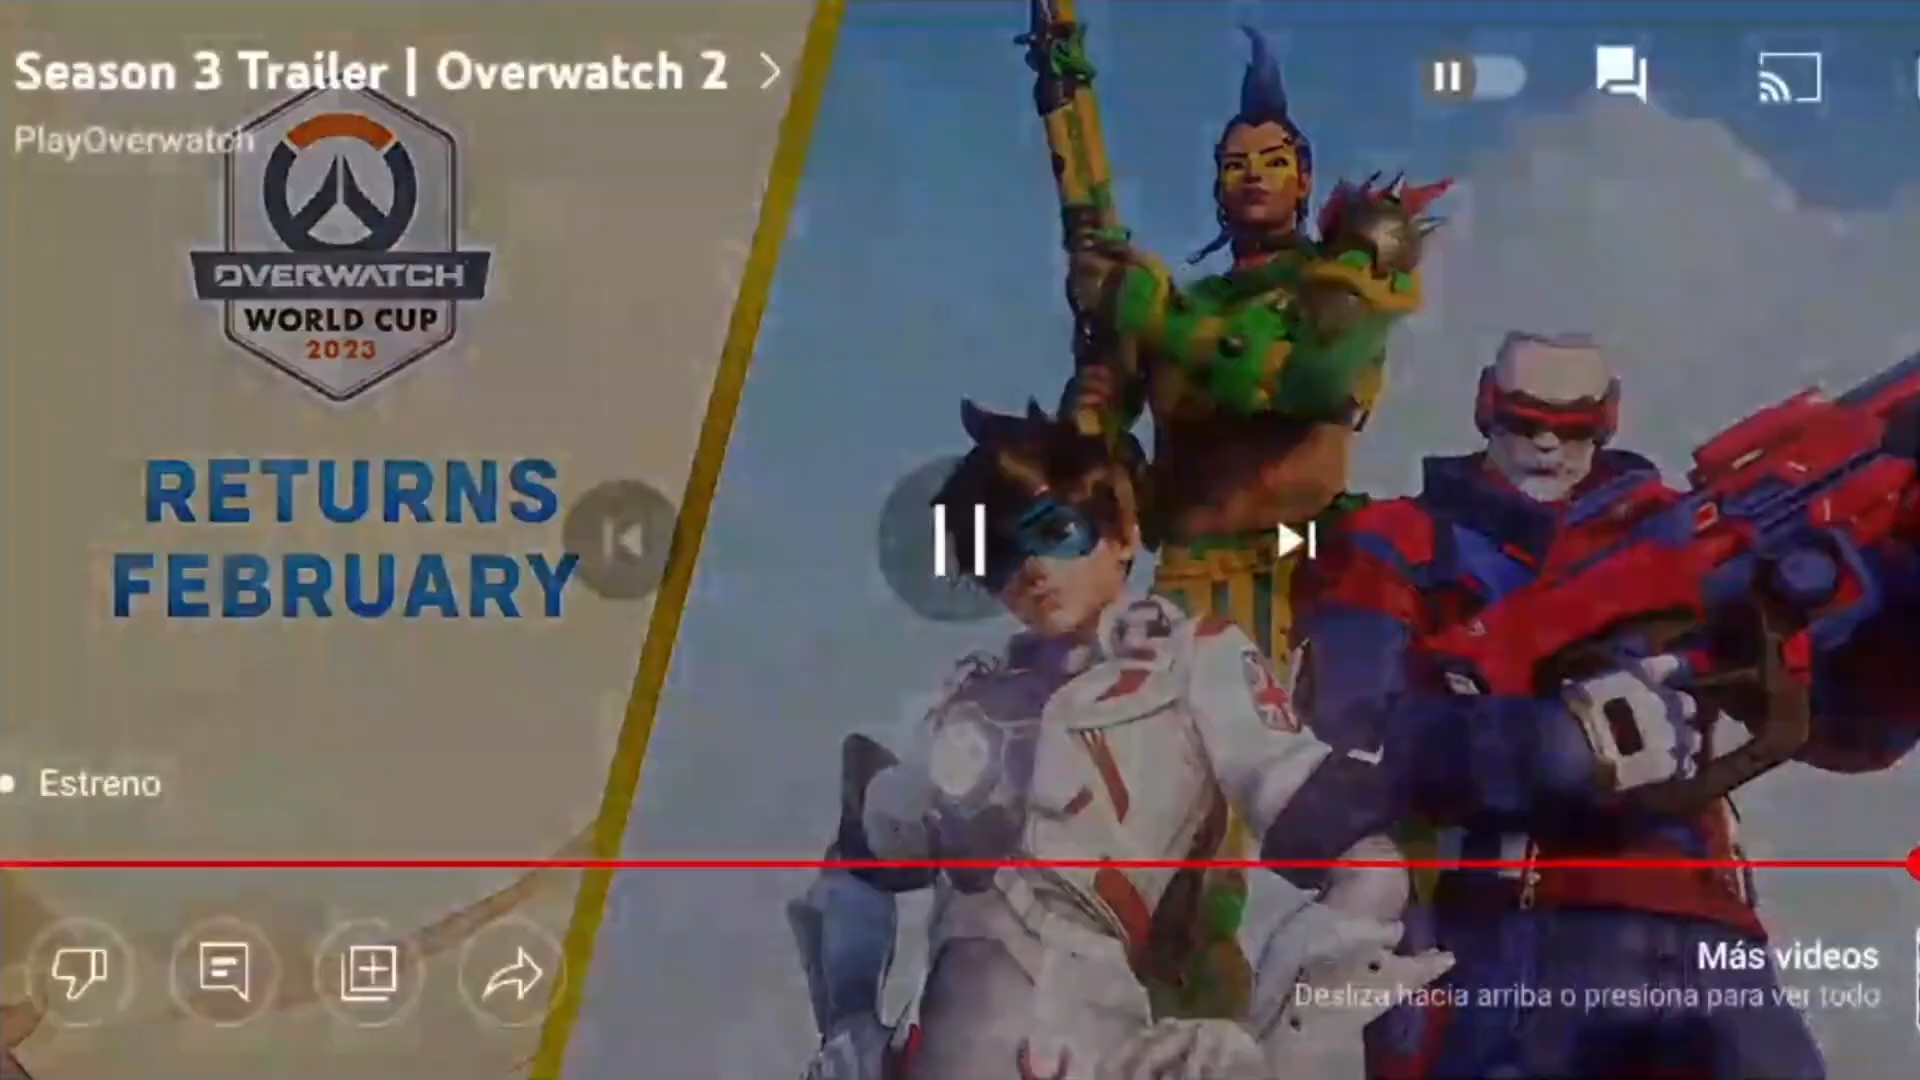 Season 3 Trailer | Overwatch 2
PlayOverwatch
OVERWATCH
WORLD CUP
2023
RETURNS
FEBRUARY
Estreno
Más videos
Desliza hacia arriba o presiona para ver todo